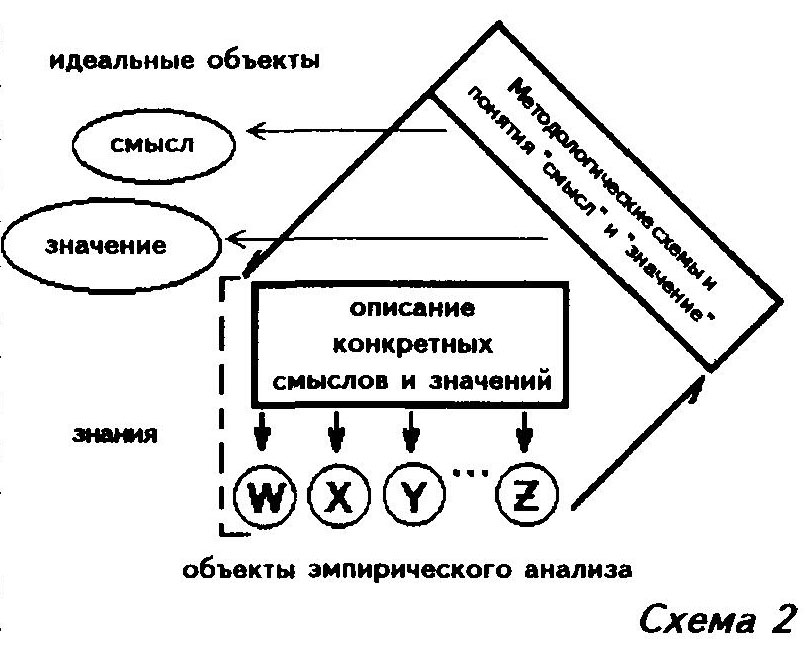 идеальные объекты
Методологические схемы и
понятия "смысл" и "значение"
смысл
значение
описание
конкретных
смыслов и значений
знания
W X Y ... Z
объекты эмпирического анализа
Схема 2